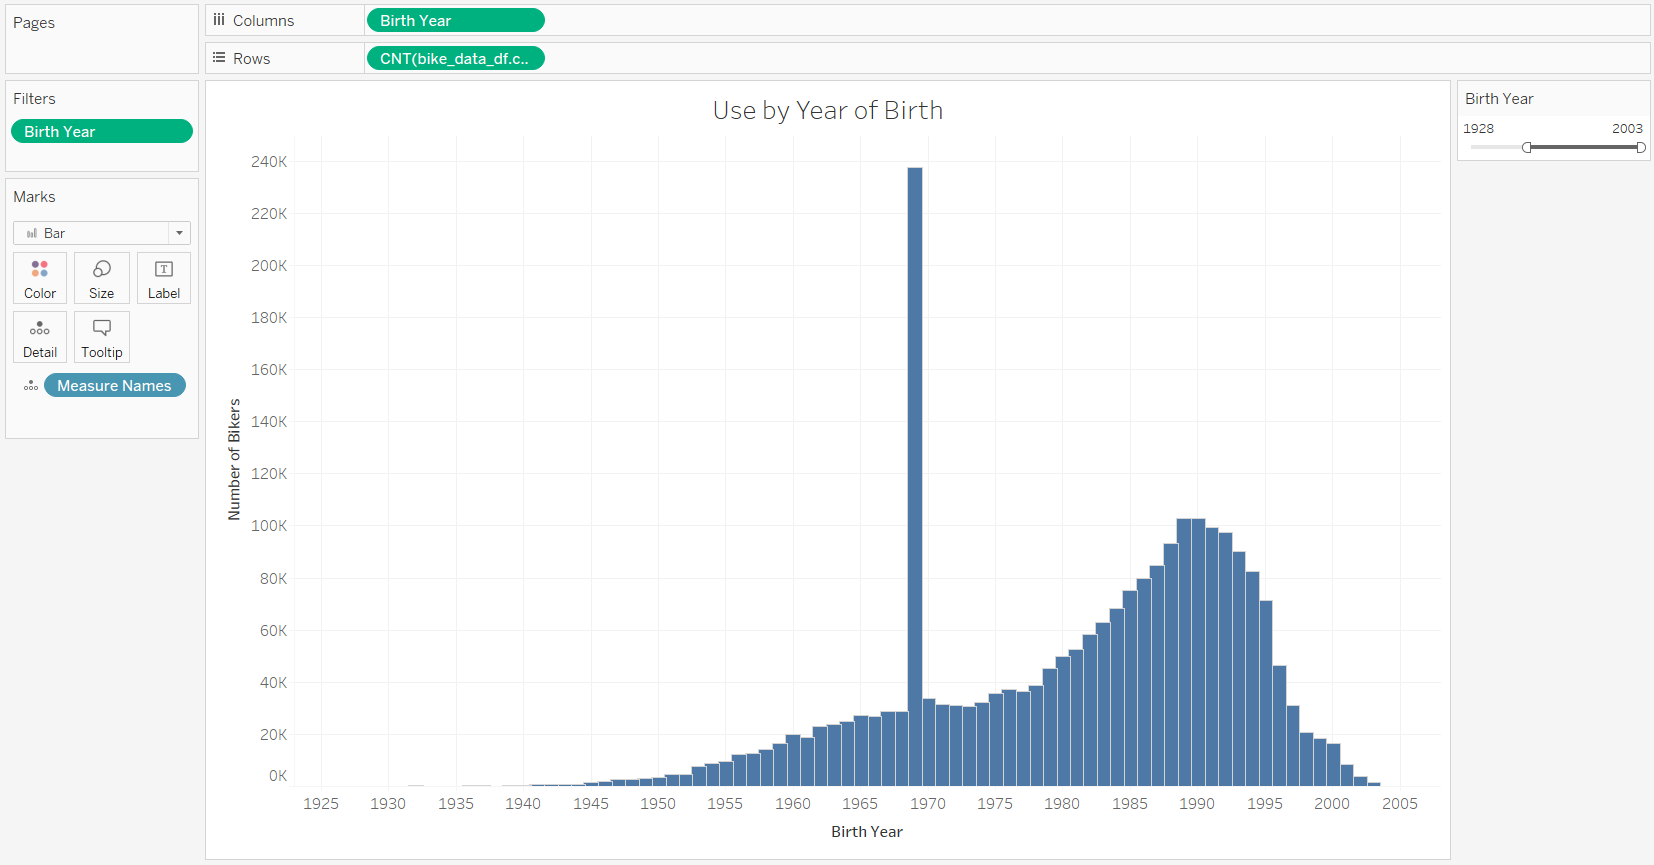 Pages
Columns
Birth Year
Rows
CNT(bike_data_df.c..
Filters
Birth Year
Marks
Bar
Color
Size
Label
Detail
Tooltip
Measure Names
Use by Year of Birth
240K
220K
200K
180K
160K
140K
120K
100K
80K
60K
40K
20K
0K
Number of Bikers
1925 1930 1935 1940 1945 1950 1955 1960 1965 1970 1975 1980 1985 1990 1995 2000 2005
Birth Year
Birth Year
1928 2003